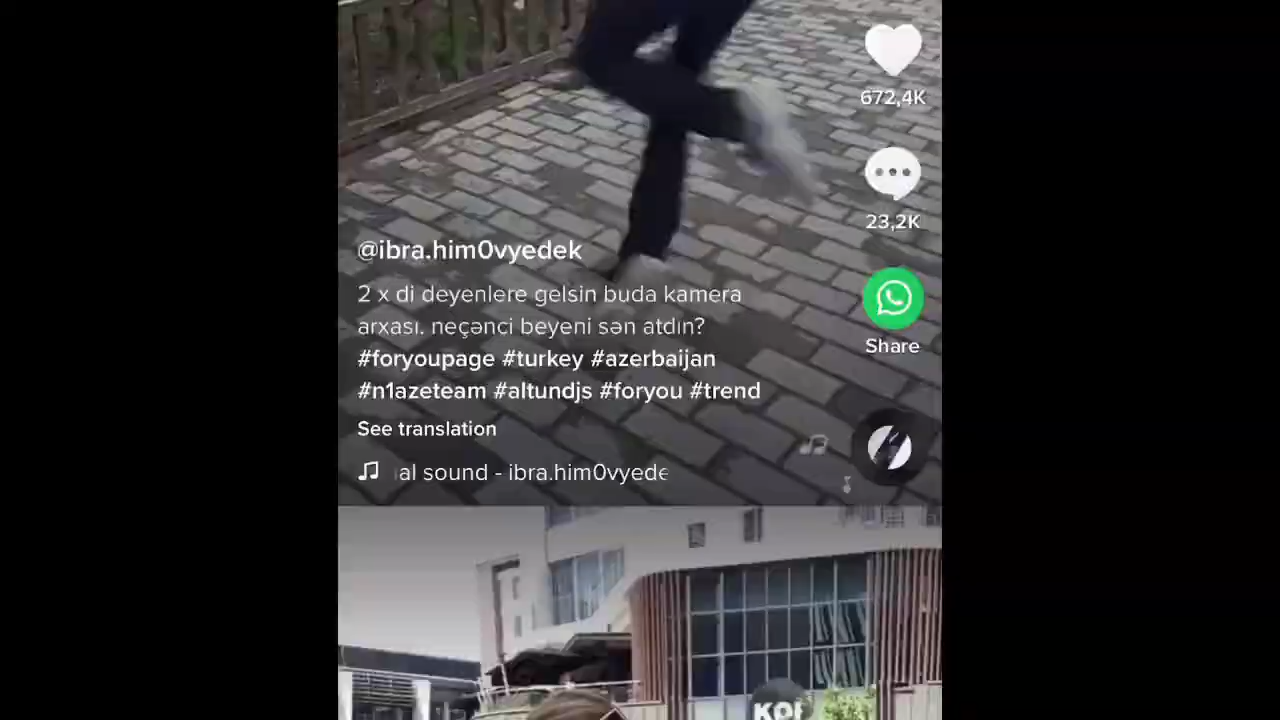 672,4K
23,2K
Share
@ibra.him0vyedek
2 x di deyenlere gelsin buda kamera
arxası. neçənci beyeni sən atdın?
#foryoupage #turkey #azerbaijan
#n1azeteam #altundjs #foryou #trend
See translation
al sound - ibra.him0vyede